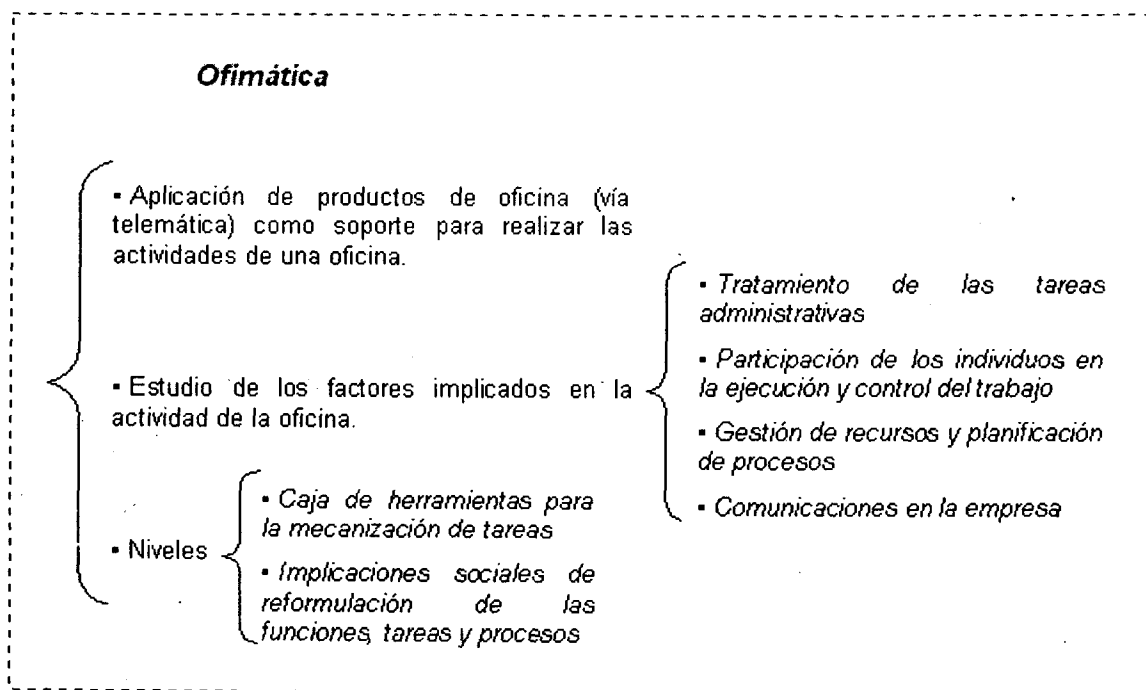 Ofimática
▪ Aplicación de productos de oficina (vía
telemática) como soporte para realizar las
actividades de una oficina.
▪ Estudio de los factores implicados en la
actividad de la oficina.
▪ Tratamiento de las tareas
administrativas
▪ Participación de los individuos en
la ejecución y control del trabajo
▪ Gestión de recursos y planificación
de procesos
▪ Comunicaciones en la empresa
▪ Niveles
▪ Caja de herramientas para
la mecanización de tareas
▪ Implicaciones sociales de
reformulación de las
funciones, tareas y procesos